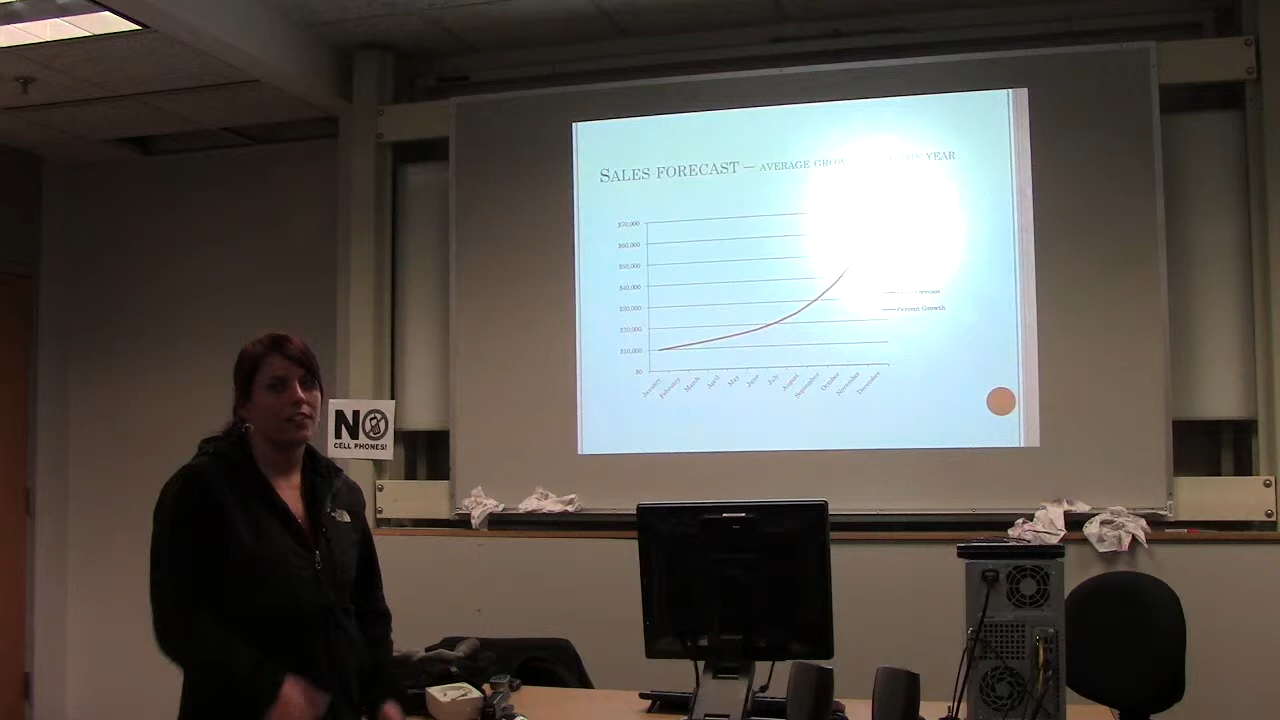 SALES FORECAST – AVERAGE YEAR
$70,000
$60,000
$50,000
$40,000
$30,000
$20,000
$10,000
$0
January
February
March
April
May
June
July
August
September
October
November
December
Percent Growth
NO
CELL PHONES!